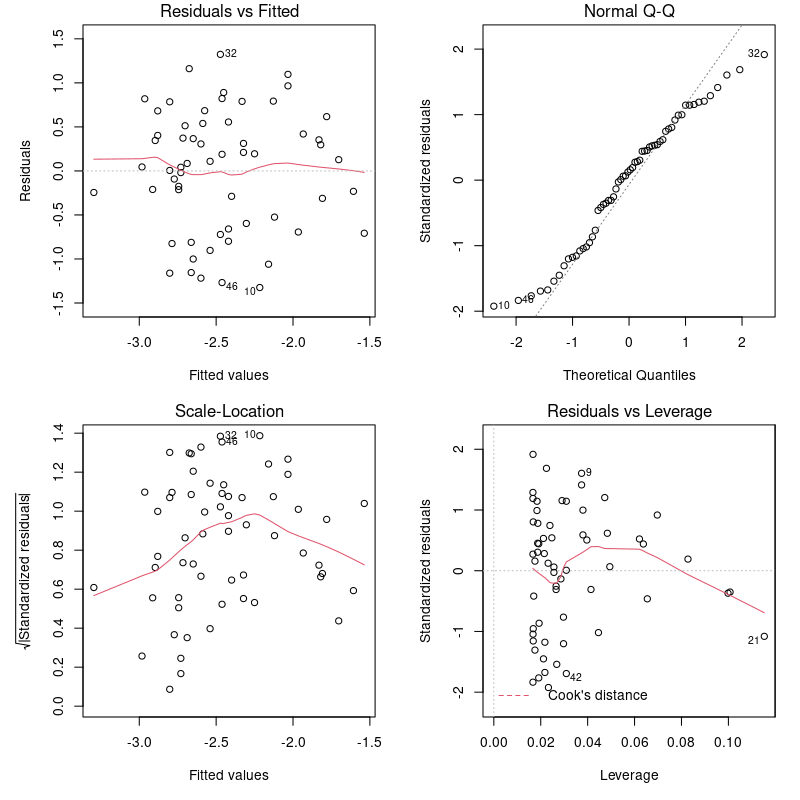 Residuals vs Fitted
Residuals
1.5
1.0
0.5
0.0
-0.5
-1.0
-1.5
32
46
10
-3.0 -2.5 -2.0 -1.5
Fitted values
Normal Q-Q
Standardized residuals
2
1
0
-1
-2
32
10
46
-2 -1 0 1 2
Theoretical Quantiles
Scale-Location
√|Standardized residuals|
1.4
1.2
1.0
0.8
0.6
0.4
0.2
0.0
32
10
46
-3.0 -2.5 -2.0 -1.5
Fitted values
Residuals vs Leverage
Standardized residuals
2
1
0
-1
-2
9
21
42
Cook's distance
0.00 0.02 0.04 0.06 0.08 0.10
Leverage